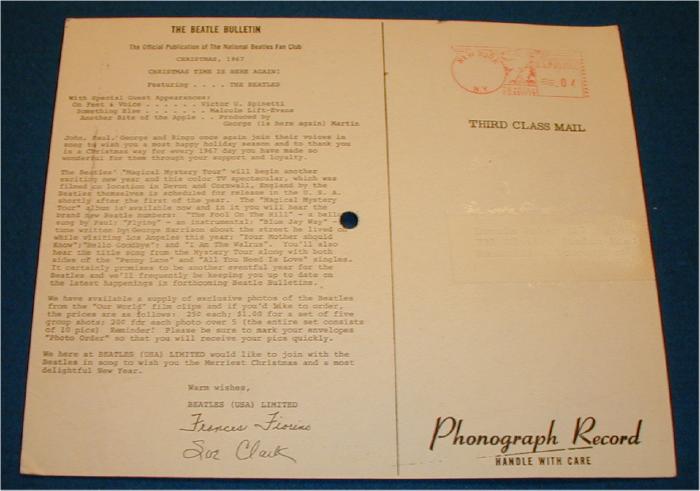 THE BEATLE BULLETIN
The Official Publication of The National Beatles Fan Club
CHRISTMAS, 1967
CHRISTMAS TIME IS HERE AGAIN!
Featuring . . . . THE BEATLES
With Special Guest Appearances:
On Feet & Voice . . . . . . Victor U. Spinetti
Something Else . . . . . . . Malcolm Lift-Evans
Another Bite of the Apple . . Produced by
George (is here again) Martin
John, Paul, George and Ringo once again join their voices in
song to wish you a most happy holiday season and to thank you
in a Christmas way for every 1967 day you have made so
wonderful for them through your support and loyalty.
The Beatles' "Magical Mystery Tour" will begin another
exciting new year and this color TV spectacular, which was
filmed on location in Devon and Cornwall, England by the
Beatles themselves is scheduled for release in the U. S. A.
shortly after the first of the year. The "Magical Mystery
Tour" album is available now and in it you will hear the
brand new Beatle numbers: "The Fool On The Hill" - a
sung by Paul; "Flying" - an instrumental; "Blue Jay Way" -
tune written by George Harrison about the street he lived on
while visiting Los Angeles this year; "Your Mother Should
Know";"Hello Goodbye"; and "I Am The Walrus". You'll also
hear the title song from the Mystery Tour along with both
sides of the "Penny Lane" and "All You Need Is Love" singles.
It certainly promises to be another eventful year for the
Beatles and we'll frequently be keeping you up to date on
the latest happenings in forthcoming Beatle Bulletins.
We have available a supply of exclusive photos of the Beatles
from the "Our World" film clips and if you'd like to order,
the prices are as follows: 25¢ each; $1.00 for a set of five
group shots; 20¢ for each photo over 5 (the entire set consists
of 10 pics) Reminder! Please be sure to mark your envelopes
"Photo Order" so that you will receive your pics quickly.
We here at BEATLES (USA) LIMITED would like to join with the
Beatles in song to wish you the Merriest Christmas and a most
delightful New Year.
Warm wishes,
BEATLES (USA) LIMITED
Frances Fiorino
Sue Clark
NEW YORK
N.Y.
THIRD CLASS MAIL
Phonograph Record
HANDLE WITH CARE